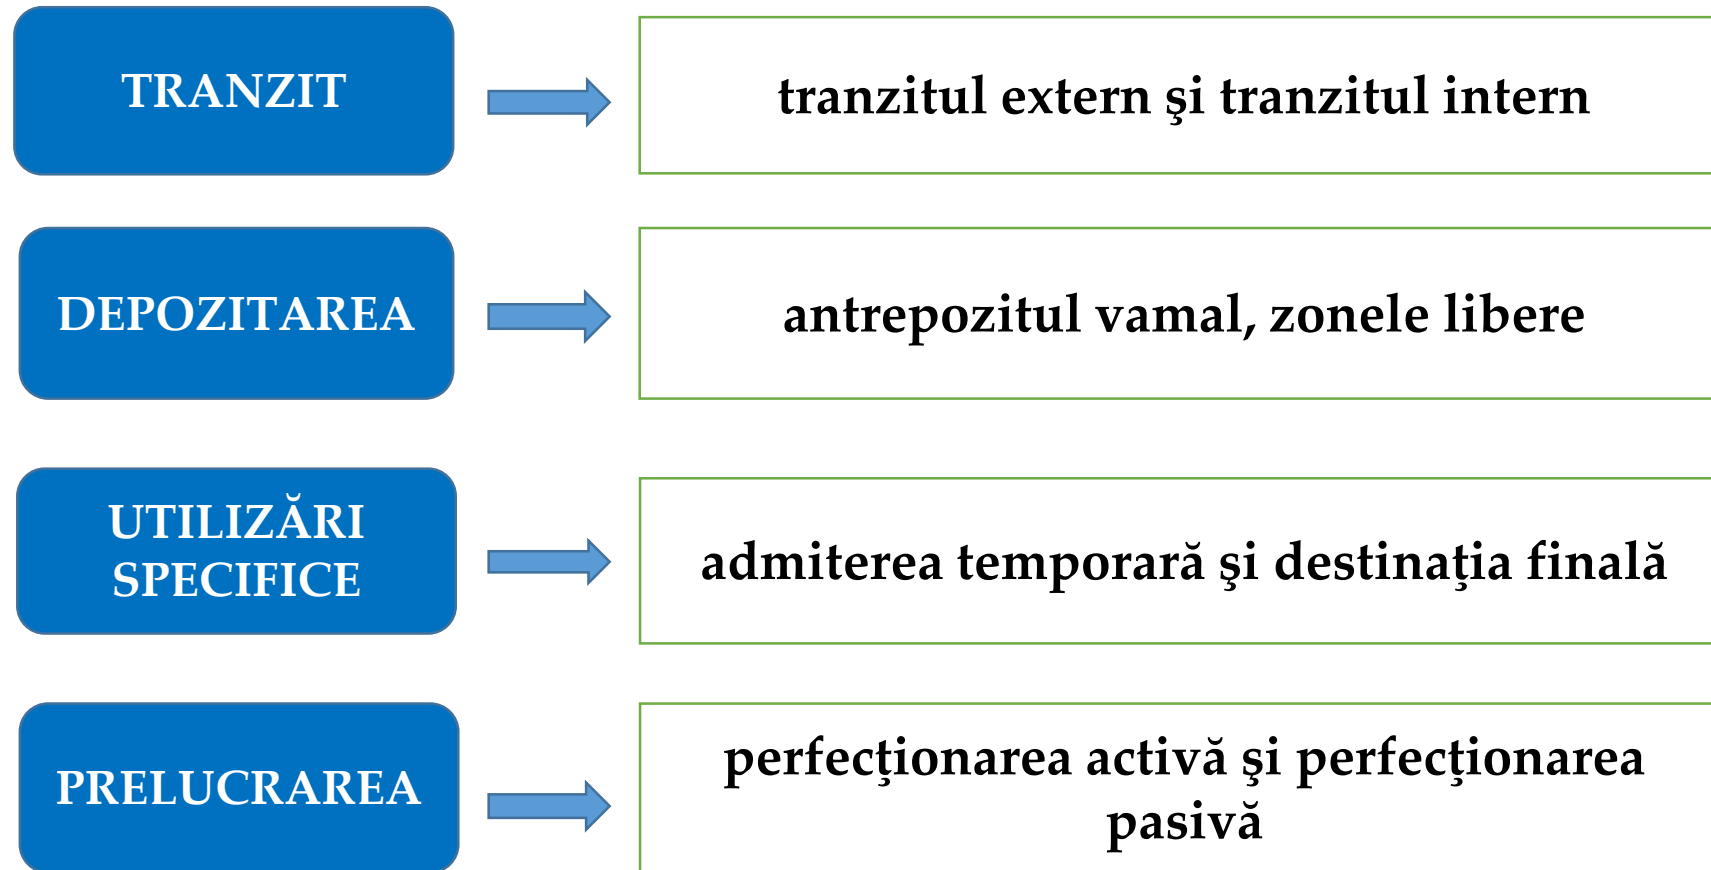 TRANZIT
tranzitul extern şi tranzitul intern
DEPOZITAREA
antrepozitul vamal, zonele libere
UTILIZĂRI
SPECIFICE
admiterea temporară şi destinaţia finală
PRELUCRAREA
perfecţionarea activă şi perfecţionarea
pasivă